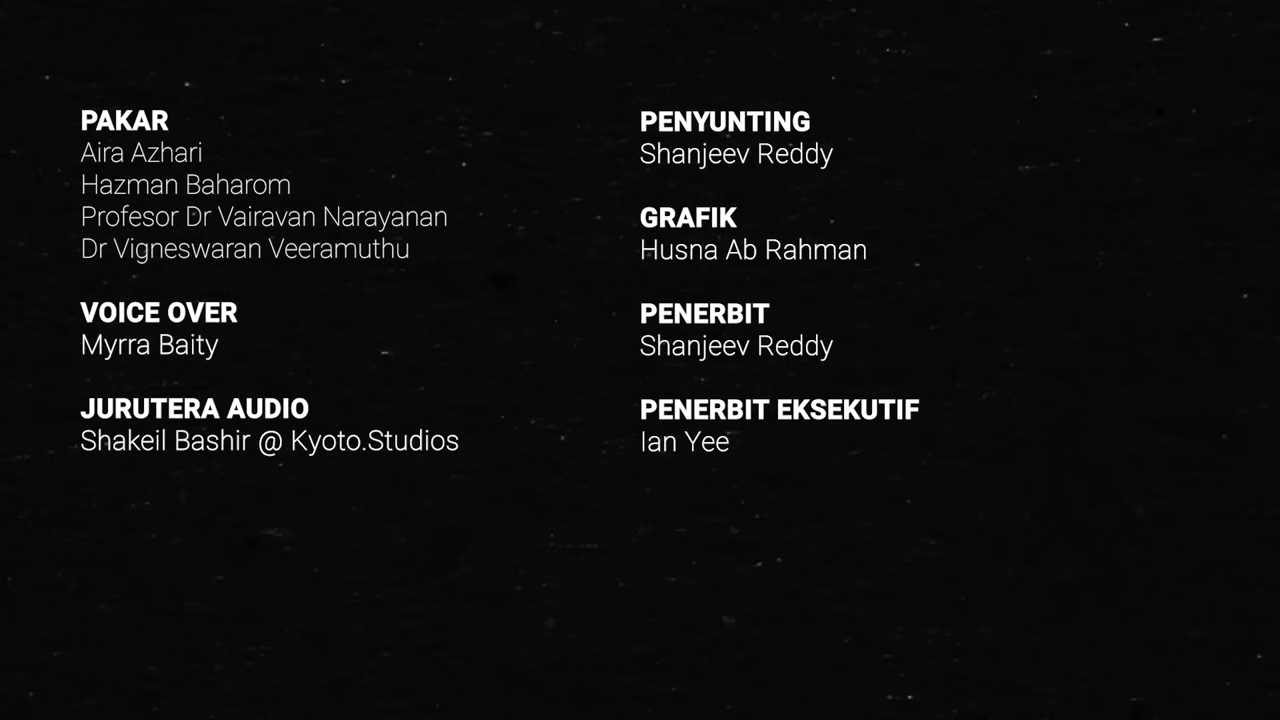 PAKAR
Aira Azhari
Hazman Baharom
Profesor Dr Vairavan Narayanan
Dr Vigneswaran Veeramuthu
VOICE OVER
Myrra Baity
JURUTERA AUDIO
Shakeil Bashir @ Kyoto.Studios
PENYUNTING
Shanjeev Reddy
GRAFIK
Husna Ab Rahman
PENERBIT
Shanjeev Reddy
PENERBIT EKSEKUTIF
Ian Yee